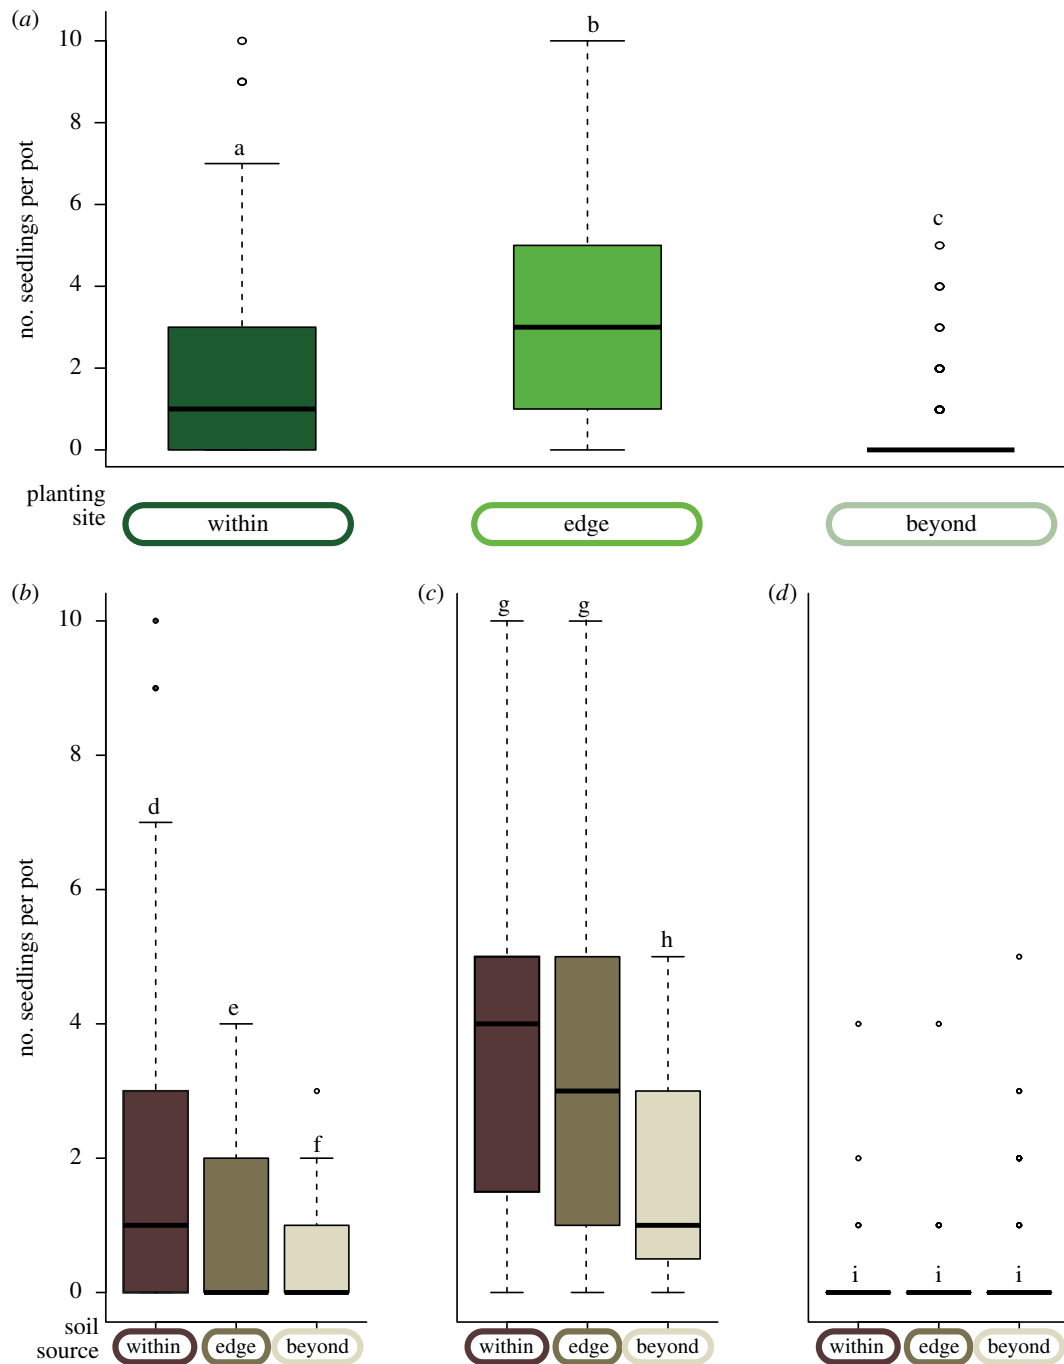 (a)
10
8
6
4
2
0
no. seedlings per pot
a
b
c
planting
site
within
edge
beyond
(b)
(c)
(d)
10
8
6
4
2
0
no. seedlings per pot
d
e
f
g
g
h
i
i
i
soil
source
within
edge
beyond
within
edge
beyond
within
edge
beyond